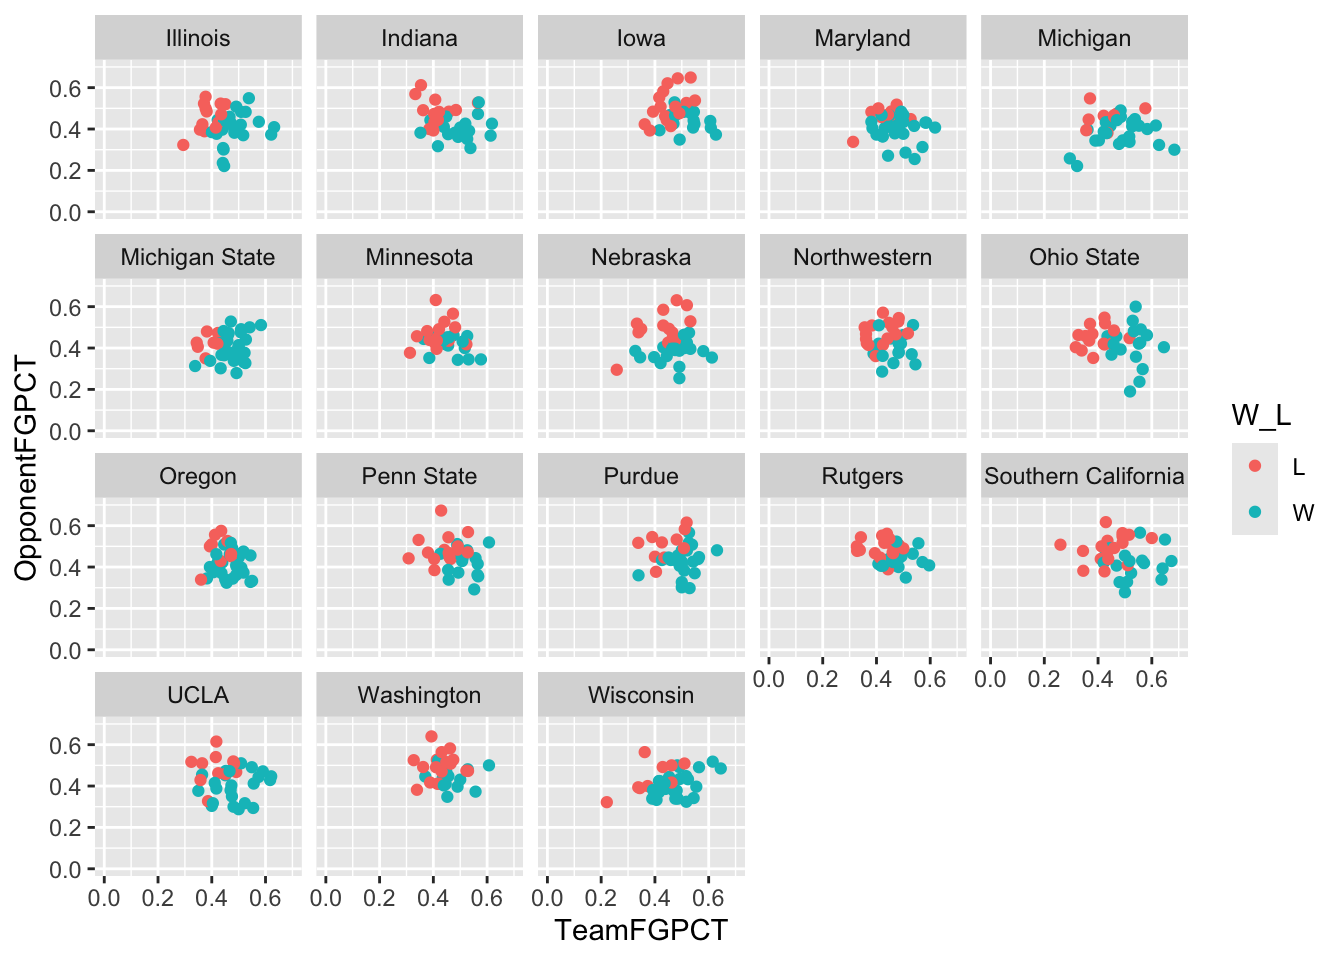 Illinois Indiana Iowa Maryland Michigan
0.6
0.4
0.2
0.0
Michigan State Minnesota Nebraska Northwestern Ohio State
0.6
0.4
0.2
0.0
OpponentFGPCT
W_L
L
W
Oregon Penn State Purdue Rutgers Southern California
0.6
0.4
0.2
0.0
0.0 0.2 0.4 0.6 0.0 0.2 0.4 0.6
UCLA Washington Wisconsin
0.6
0.4
0.2
0.0
0.0 0.2 0.4 0.6 0.0 0.2 0.4 0.6 0.0 0.2 0.4 0.6
TeamFGPCT